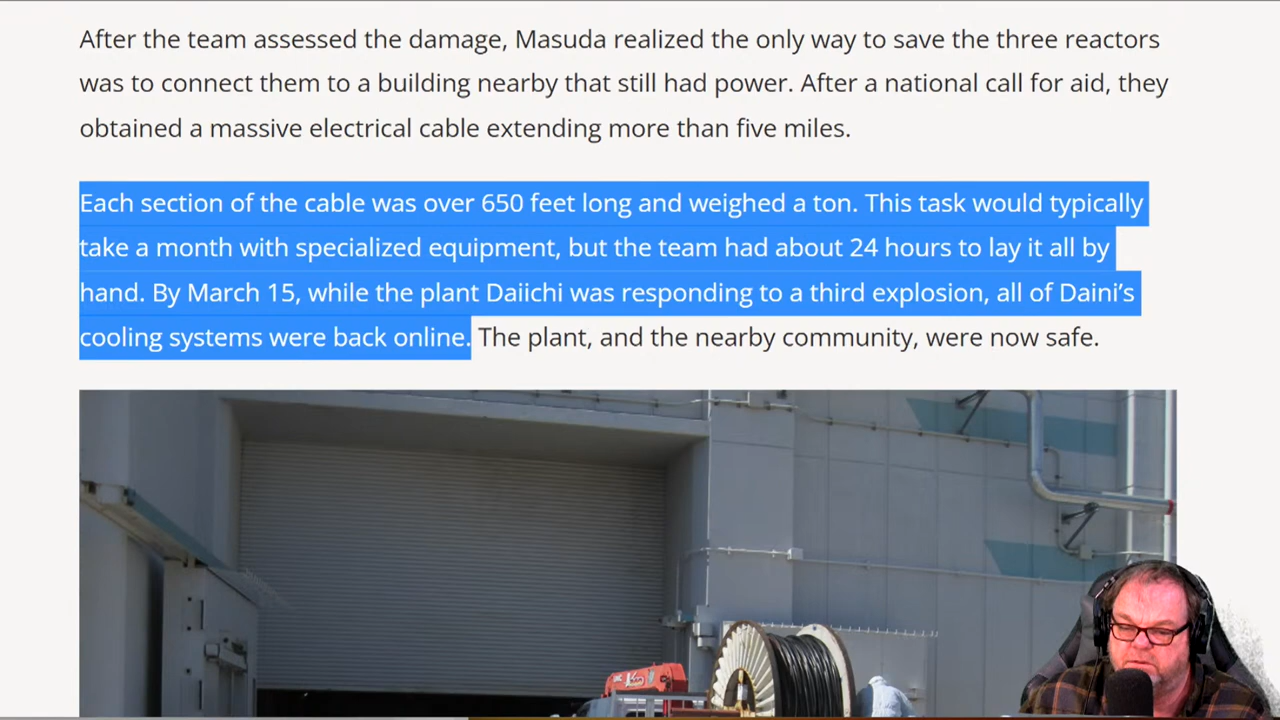 After the team assessed the damage, Masuda realized the only way to save the three reactors
was to connect them to a building nearby that still had power. After a national call for aid, they
obtained a massive electrical cable extending more than five miles.
Each section of the cable was over 650 feet long and weighed a ton. This task would typically
take a month with specialized equipment, but the team had about 24 hours to lay it all by
hand. By March 15, while the plant Daiichi was responding to a third explosion, all of Daini’s
cooling systems were back online. The plant, and the nearby community, were now safe.